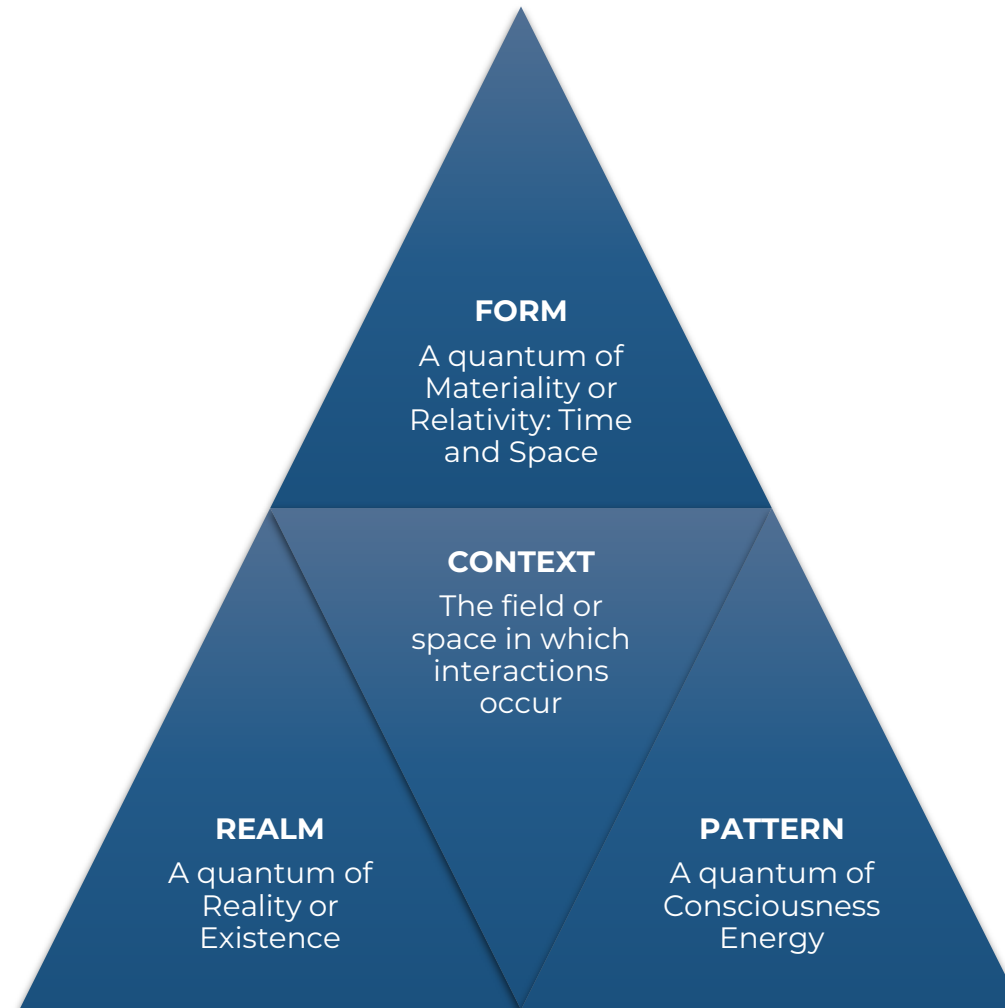 FORM
A quantum of
Materiality or
Relativity: Time
and Space
CONTEXT
The field or
space in which
interactions
occur
REALM
A quantum of
Reality or
Existence
PATTERN
A quantum of
Consciousness
Energy